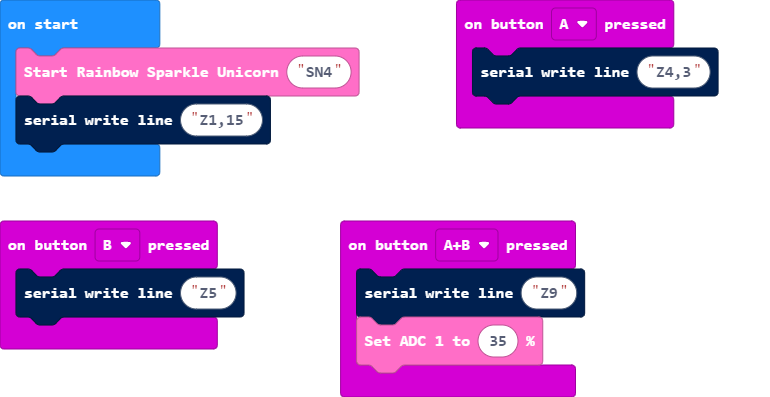 on start
Start Rainbow Sparkle Unicorn "SN4"
serial write line "Z1,15"
on button A pressed
serial write line "Z4,3"
on button B pressed
serial write line "Z5"
on button A+B pressed
serial write line "Z9"
Set ADC 1 to 35 %